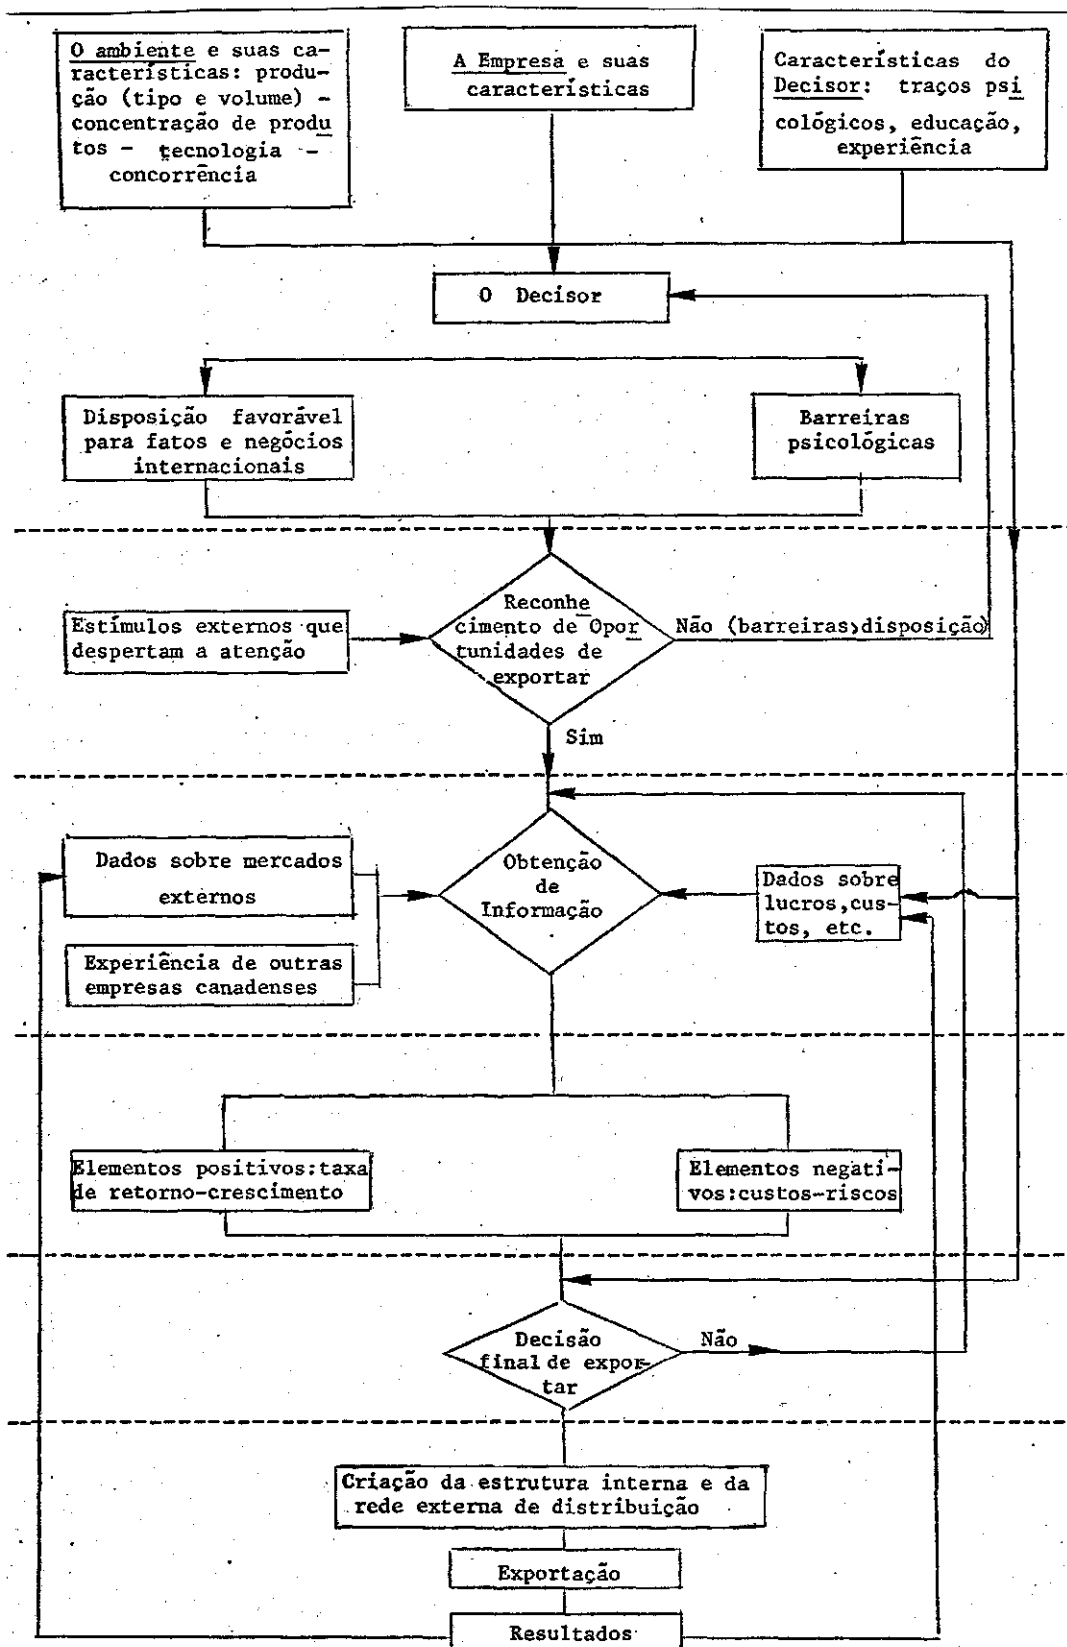 O ambiente e suas ca-
racterísticas: produ-
ção (tipo e volume) -
concentração de produ
tos - tecnologia -
concorrência
A Empresa e suas
características
Características do
Decisor: traços psi
cológicos, educação,
experiência
O Decisor
Disposição favorável
para fatos e negócios
internacionais
Barreiras
psicológicas
Estímulos externos que
despertam a atenção
Reconhe
cimento de Opor
tunidades de
exportar
Não (barreiras>disposição)
Sim
Dados sobre mercados
externos
Experiência de outras
empresas canadenses
Obtenção
de
Informação
Dados sobre
lucros,cus-
tos, etc.
Elementos positivos:taxa
de retorno-crescimento
Elementos negati-
vos:custos-riscos
Decisão
final de expor-
tar
Não
Criação da estrutura interna e da
rede externa de distribuição
Exportação
Resultados